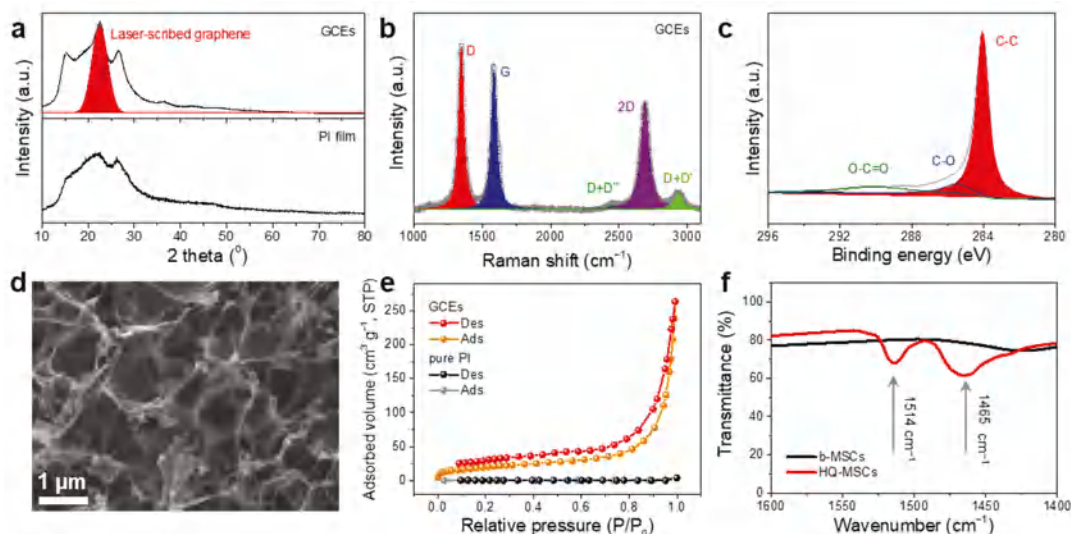 a
GCEs
Laser-scribed graphene
PI film
Intensity (a.u.)
10 20 30 40 50 60 70 80
2 theta (°)
b
GCEs
D
G
2D
D+D'''
D+D'
Intensity (a.u.)
1000 1500 2000 2500 3000
Raman shift (cm⁻¹)
c
C-C
C-O
O-C=O
Intensity (a.u.)
296 292 288 284 280
Binding energy (eV)
d
1 μm
e
GCEs
Des
Ads
pure PI
Des
Ads
Adsorbed volume (cm³ g⁻¹, STP)
250
200
150
100
50
0
0.0 0.2 0.4 0.6 0.8 1.0
Relative pressure (P/P₀)
f
Transmittance (%)
100
80
60
40
20
0
1514 cm⁻¹
1465 cm⁻¹
b-MSCs
HQ-MSCs
1600 1550 1500 1450 1400
Wavenumber (cm⁻¹)